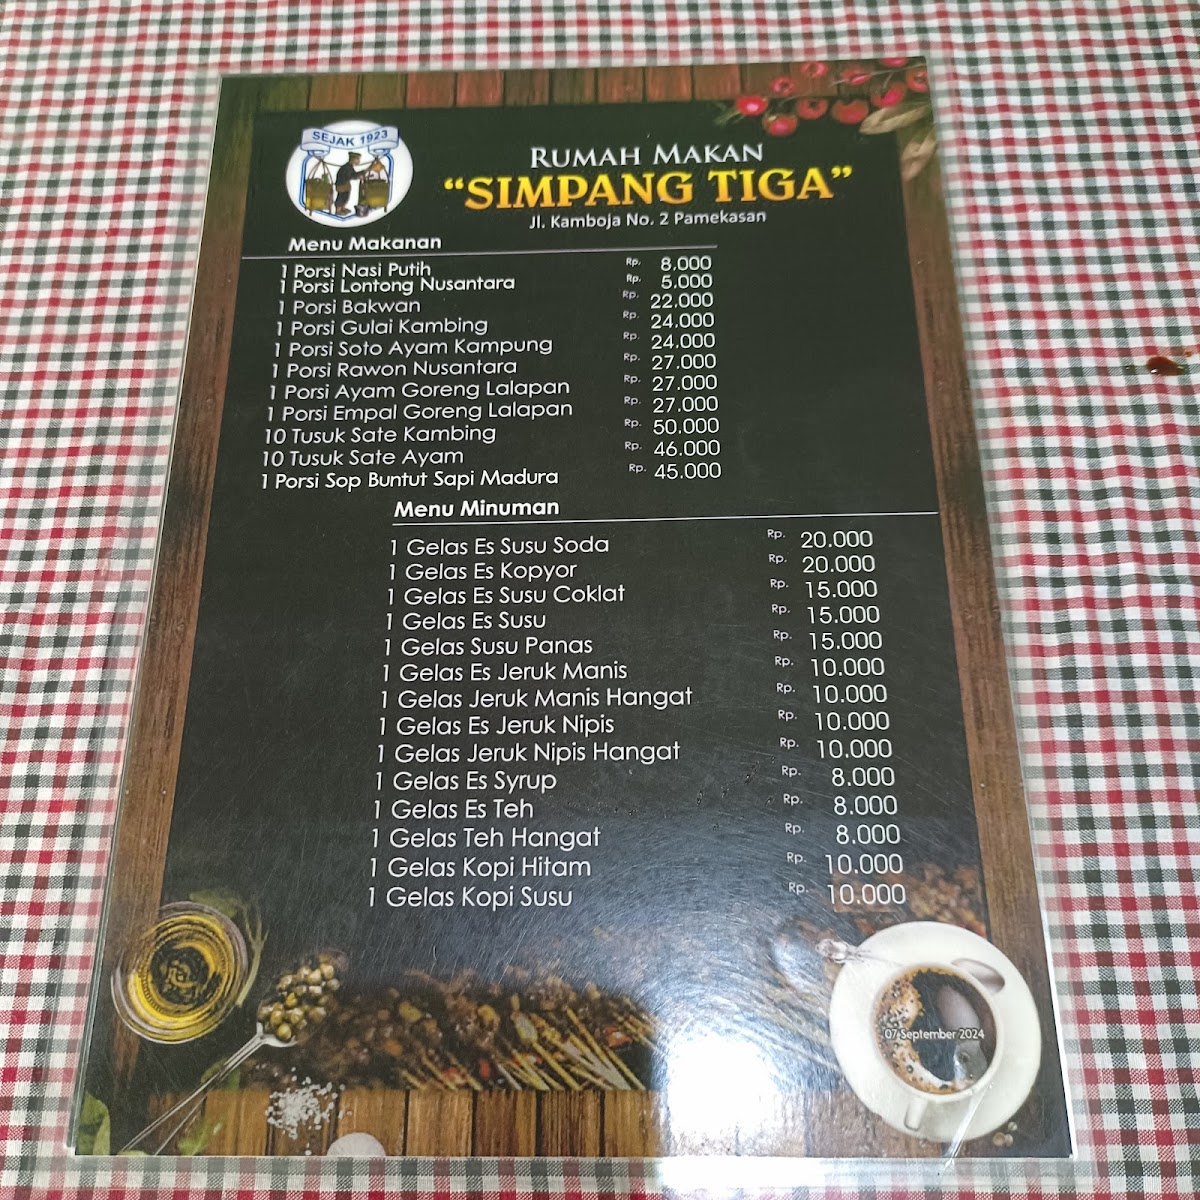 SEJAK 1923
RUMAH MAKAN
“SIMPANG TIGA”
Jl. Kamboja No. 2 Pamekasan
Menu Makanan
1 Porsi Nasi Putih Rp. 8.000
1 Porsi Lontong Nusantara Rp. 5.000
1 Porsi Bakwan Rp. 22.000
1 Porsi Gulai Kambing Rp. 24.000
1 Porsi Soto Ayam Kampung Rp. 24.000
1 Porsi Rawon Nusantara Rp. 27.000
1 Porsi Ayam Goreng Lalapan Rp. 27.000
1 Porsi Empal Goreng Lalapan Rp. 27.000
10 Tusuk Sate Kambing Rp. 50.000
10 Tusuk Sate Ayam Rp. 46.000
1 Porsi Sop Buntut Sapi Madura Rp. 45.000
Menu Minuman
1 Gelas Es Susu Soda Rp. 20.000
1 Gelas Es Kopyor Rp. 20.000
1 Gelas Es Susu Coklat Rp. 15.000
1 Gelas Es Susu Rp. 15.000
1 Gelas Susu Panas Rp. 15.000
1 Gelas Es Jeruk Manis Rp. 10.000
1 Gelas Jeruk Manis Hangat Rp. 10.000
1 Gelas Es Jeruk Nipis Rp. 10.000
1 Gelas Jeruk Nipis Hangat Rp. 10.000
1 Gelas Es Syrup Rp. 8.000
1 Gelas Es Teh Rp. 8.000
1 Gelas Teh Hangat Rp. 8.000
1 Gelas Kopi Hitam Rp. 10.000
1 Gelas Kopi Susu Rp. 10.000
07 September 2024